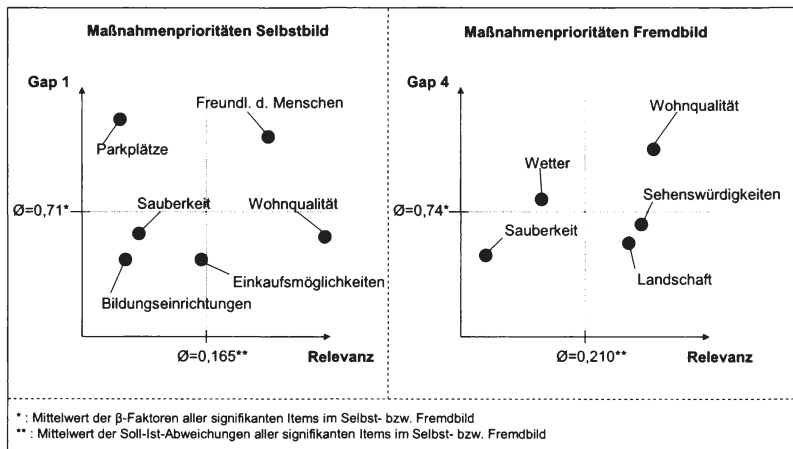 Maßnahmenprioritäten Selbstbild
Gap 1
Freundl. d. Menschen
Parkplätze
Sauberkeit
Wohnqualität
Ø=0,71*
Einkaufsmöglichkeiten
Bildungseinrichtungen
Ø=0,165**
Relevanz
Maßnahmenprioritäten Fremdbild
Gap 4
Wohnqualität
Wetter
Sehenswürdigkeiten
Ø=0,74*
Sauberkeit
Landschaft
Ø=0,210**
Relevanz
* : Mittelwert der β-Faktoren aller signifikanten Items im Selbst- bzw. Fremdbild
** : Mittelwert der Soll-Ist-Abweichungen aller signifikanten Items im Selbst- bzw. Fremdbild